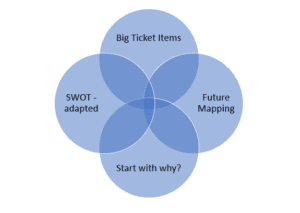 Big Ticket Items
SWOT -
adapted
Future
Mapping
Start with why?